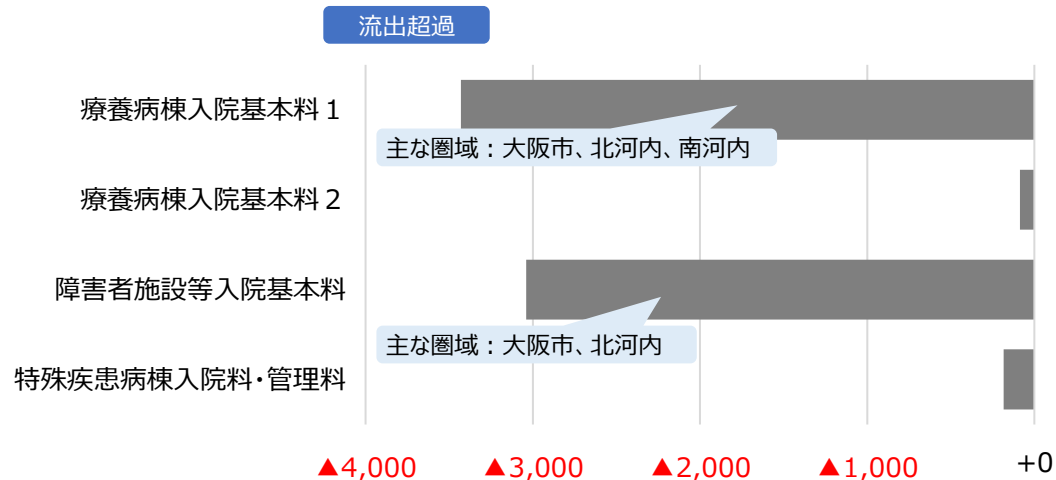 流出超過
療養病棟入院基本料１
主な圏域：大阪市、北河内、南河内
療養病棟入院基本料２
障害者施設等入院基本料
主な圏域：大阪市、北河内
特殊疾患病棟入院料・管理料
▲4,000 ▲3,000 ▲2,000 ▲1,000 +0